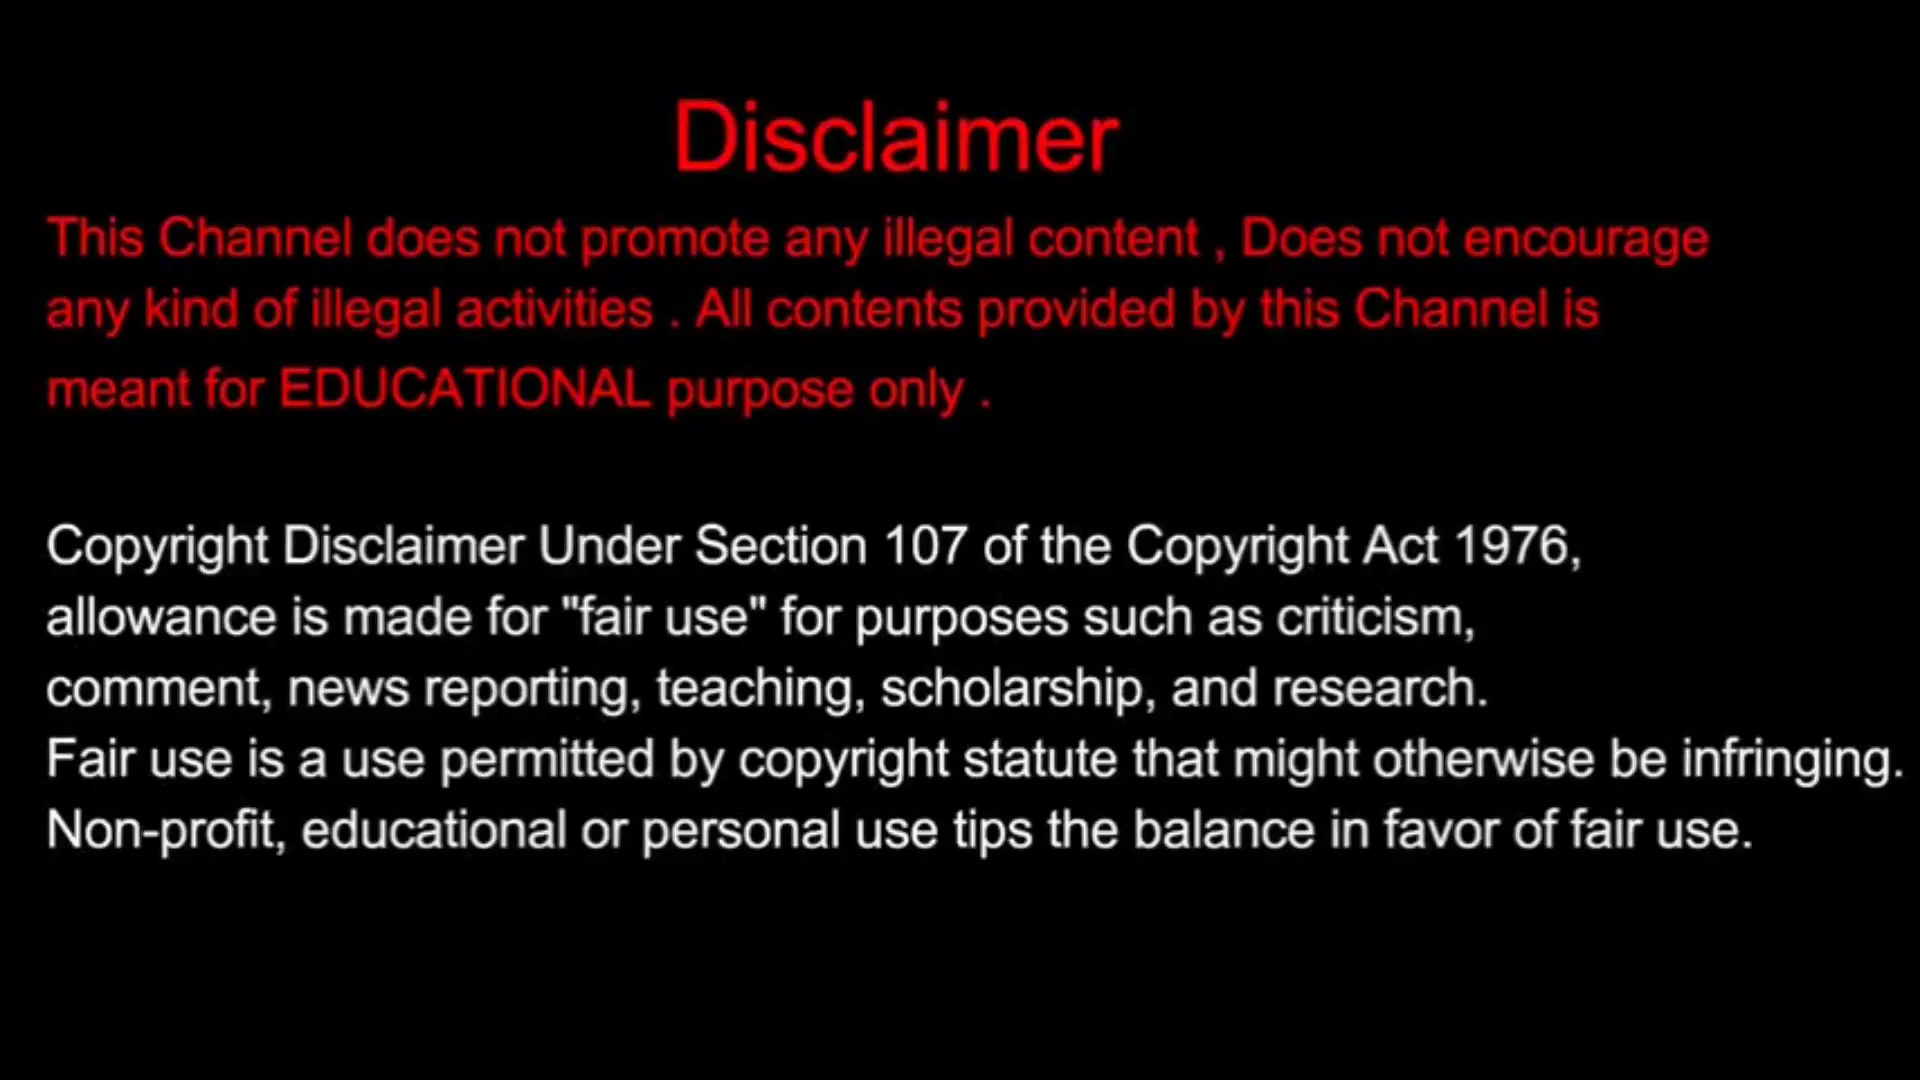 Disclaimer
This Channel does not promote any illegal content , Does not encourage
any kind of illegal activities . All contents provided by this Channel is
meant for EDUCATIONAL purpose only .
Copyright Disclaimer Under Section 107 of the Copyright Act 1976,
allowance is made for "fair use" for purposes such as criticism,
comment, news reporting, teaching, scholarship, and research.
Fair use is a use permitted by copyright statute that might otherwise be infringing.
Non-profit, educational or personal use tips the balance in favor of fair use.